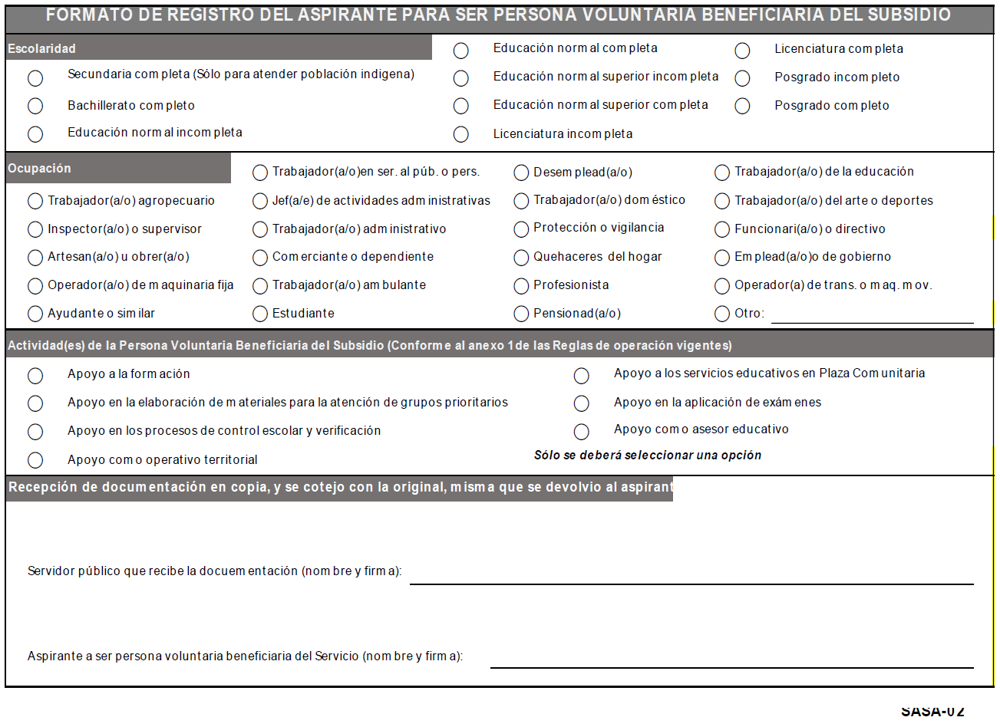 FORMATO DE REGISTRO DEL ASPIRANTE PARA SER PERSONA VOLUNTARIA BENEFICIARIA DEL SUBSIDIO
Escolaridad
Secundaria completa (Sólo para atender población indigena)
Bachillerato completo
Educación normal incompleta
Educación normal completa
Educación normal superior incompleta
Educación normal superior completa
Licenciatura incompleta
Licenciatura completa
Posgrado incompleto
Posgrado completo
Ocupación
Trabajador(a/o) agropecuario
Inspector(a/o) o supervisor
Artesan(a/o) u obrer(a/o)
Operador(a/o) de maquinaria fija
Ayudante o similar
Trabajador(a/o)en ser. al púb. o pers.
Jef(a/e) de actividades administrativas
Trabajador(a/o) administrativo
Comerciante o dependiente
Trabajador(a/o) ambulante
Estudiante
Desemplead(a/o)
Trabajador(a/o) doméstico
Protección o vigilancia
Quehaceres del hogar
Profesionista
Pensionad(a/o)
Trabajador(a/o) de la educación
Trabajador(a/o) del arte o deportes
Funcionari(a/o) o directivo
Emplead(a/o)o de gobierno
Operador(a) de trans. o maq. mov.
Otro:
Actividad(es) de la Persona Voluntaria Beneficiaria del Subsidio (Conforme al anexo 1 de las Reglas de operación vigentes)
Apoyo a la formación
Apoyo en la elaboración de materiales para la atención de grupos prioritarios
Apoyo en los procesos de control escolar y verificación
Apoyo como operativo territorial
Apoyo a los servicios educativos en Plaza Comunitaria
Apoyo en la aplicación de exámenes
Apoyo como asesor educativo
Sólo se deberá seleccionar una opción
Recepción de documentación en copia, y se cotejo con la original, misma que se devolvio al aspirant
Servidor público que recibe la docuementación (nombre y firma):
Aspirante a ser persona voluntaria beneficiaria del Servicio (nombre y firma):
SASA-02